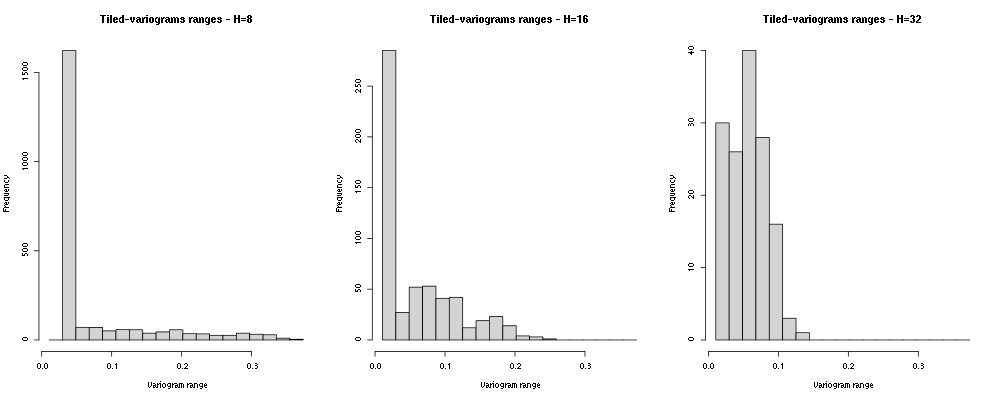 Tiled-variograms ranges - H=8
Tiled-variograms ranges - H=16
Tiled-variograms ranges - H=32
Frequency
0
500
1000
1500
0.0 0.1 0.2 0.3
Variogram range
Frequency
0
50
100
150
200
250
0.0 0.1 0.2 0.3
Variogram range
Frequency
0
10
20
30
40
0.0 0.1 0.2 0.3
Variogram range